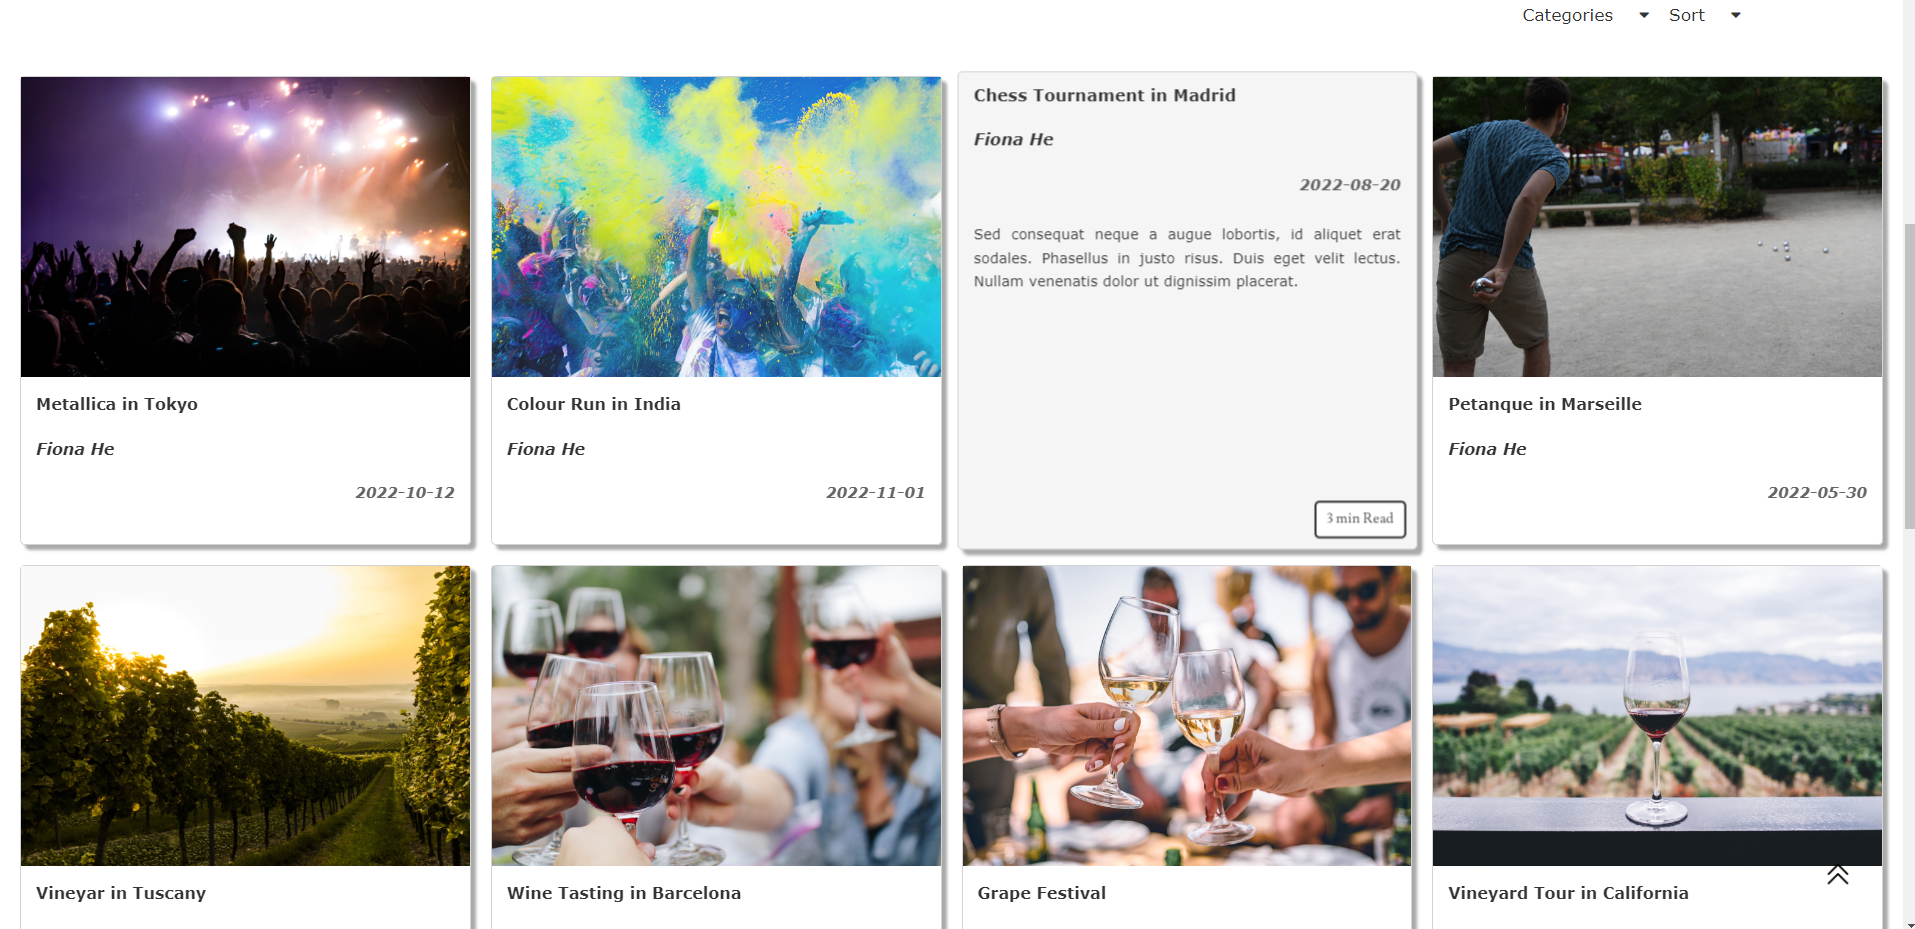 Categories Sort
Metallica in Tokyo
Fiona He
2022-10-12
Colour Run in India
Fiona He
2022-11-01
Chess Tournament in Madrid
Fiona He
2022-08-20
Sed consequat neque a augue lobortis, id aliquet erat
sodales. Phasellus in justo risus. Duis eget velit lectus.
Nullam venenatis dolor ut dignissim placerat.
3 min Read
Petanque in Marseille
Fiona He
2022-05-30
Vineyar in Tuscany
Wine Tasting in Barcelona
Grape Festival
Vineyard Tour in California